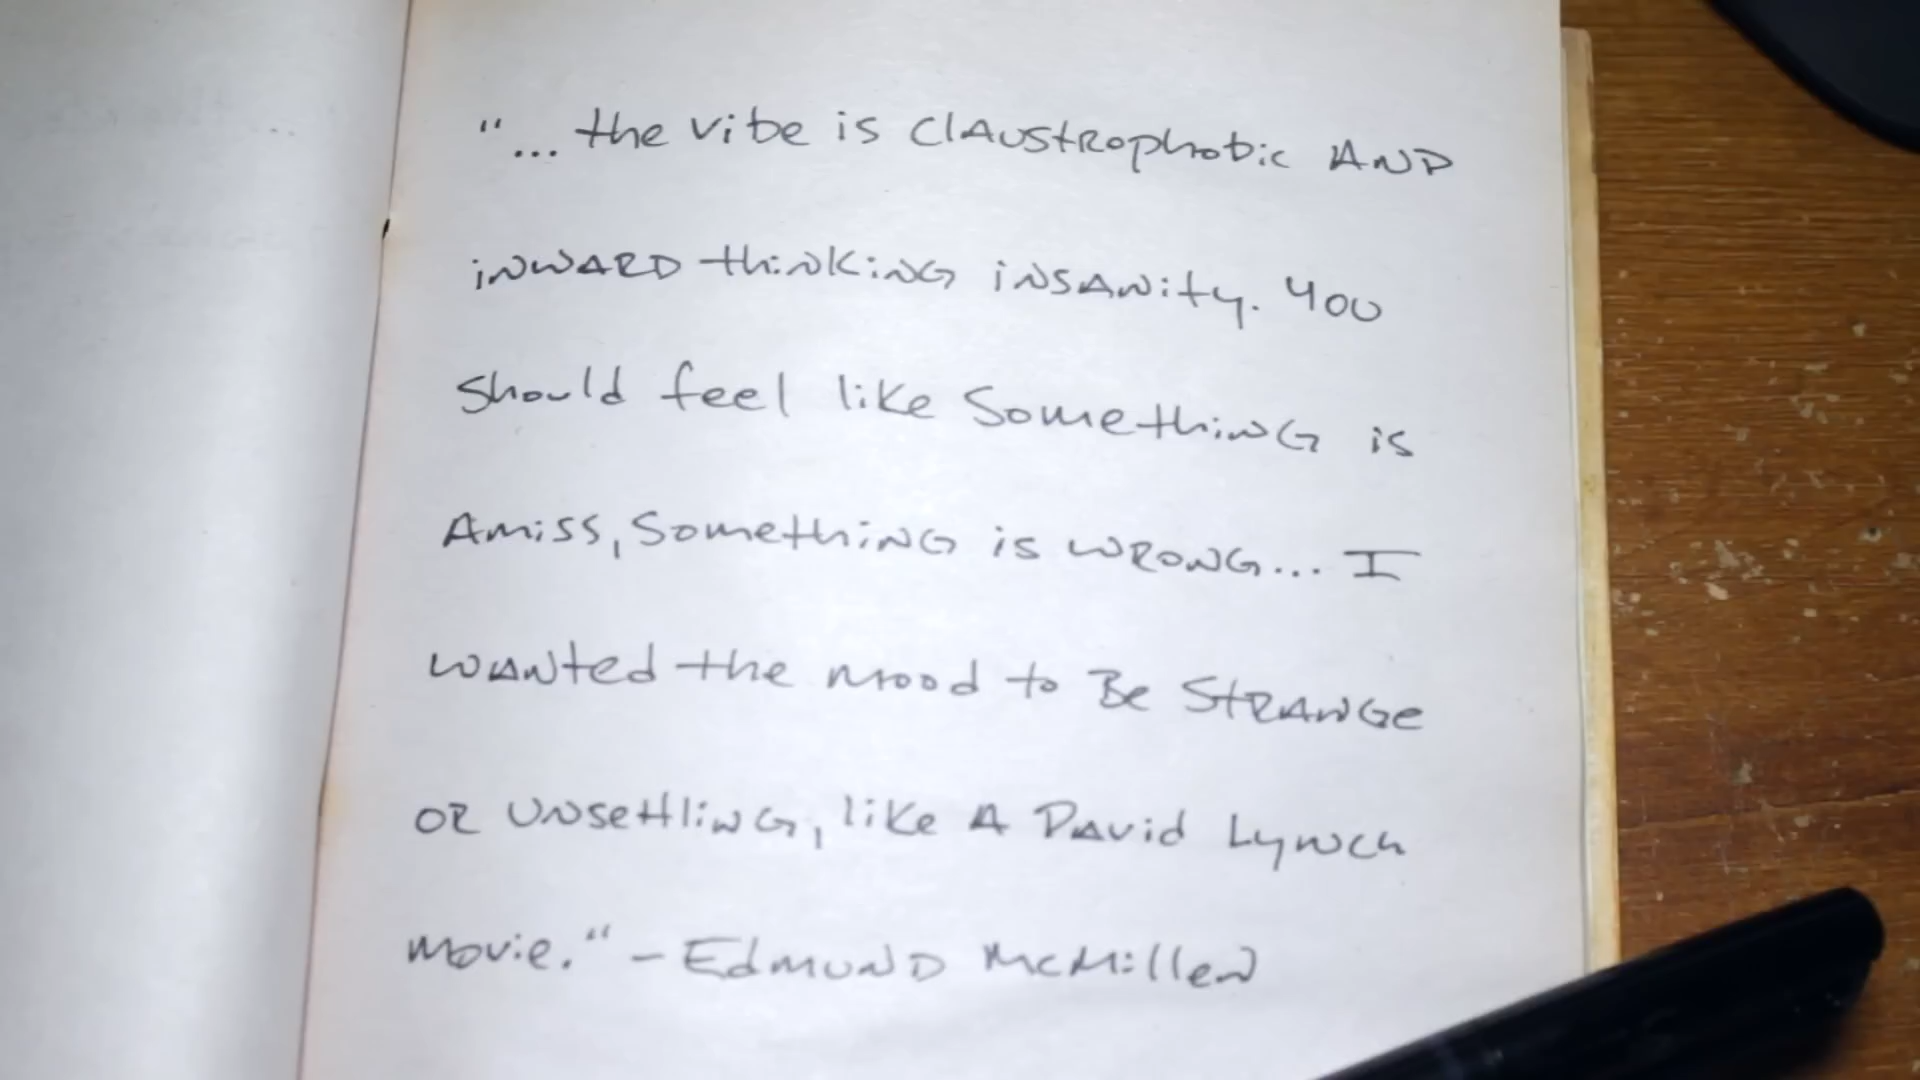 "... the vibe is claustrophobic AND
inward thinking insanity. You
should feel like something is
Amiss, something is wrong... I
wanted the mood to Be strange
or unsettling, like A David Lynch
movie." - Edmund McMillen